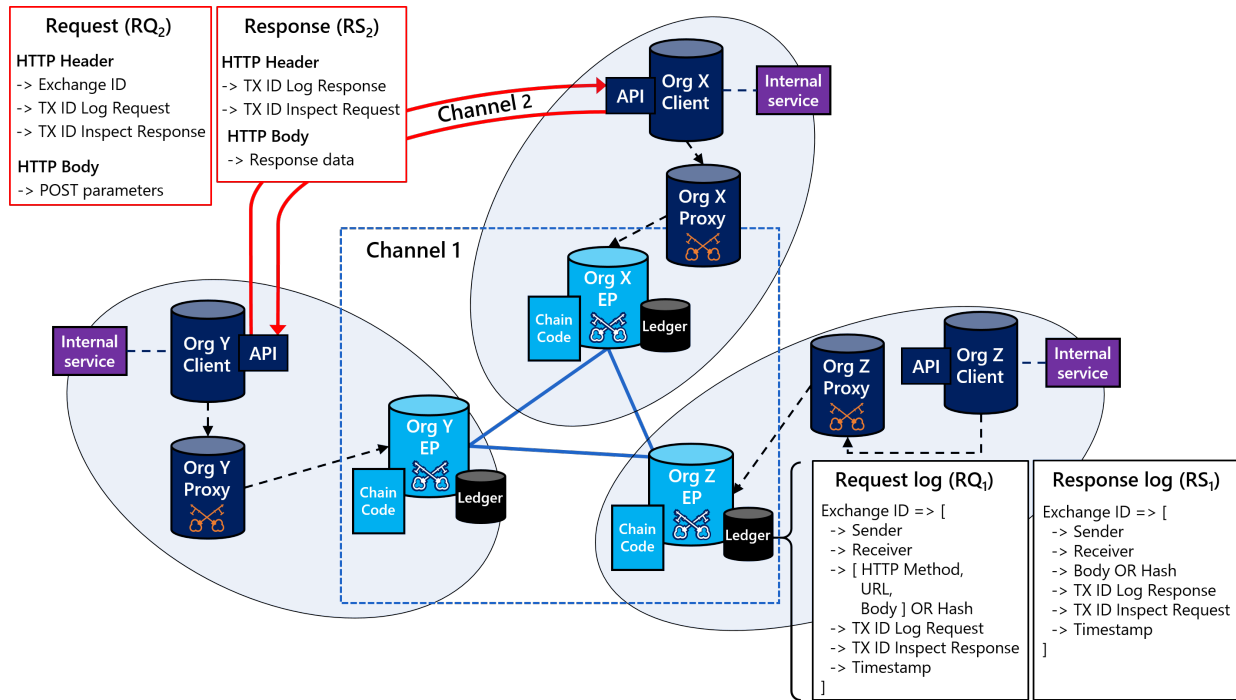 Request (RQ₂)
HTTP Header
-> Exchange ID
-> TX ID Log Request
-> TX ID Inspect Response
HTTP Body
-> POST parameters
Response (RS₂)
HTTP Header
-> TX ID Log Response
-> TX ID Inspect Request
HTTP Body
-> Response data
Channel 2
API
Org X
Client
Internal
service
Org X
Proxy
Channel 1
Org X
EP
Chain
Code
Ledger
Internal
service
Org Y
Client
API
Org Y
Proxy
Org Y
EP
Chain
Code
Ledger
Org Z
Proxy
API
Org Z
Client
Internal
service
Org Z
EP
Chain
Code
Ledger
Request log (RQ₁)
Exchange ID => [
-> Sender
-> Receiver
-> [ HTTP Method,
URL,
Body ] OR Hash
-> TX ID Log Request
-> TX ID Inspect Response
-> Timestamp
]
Response log (RS₁)
Exchange ID => [
-> Sender
-> Receiver
-> Body OR Hash
-> TX ID Log Response
-> TX ID Inspect Request
-> Timestamp
]